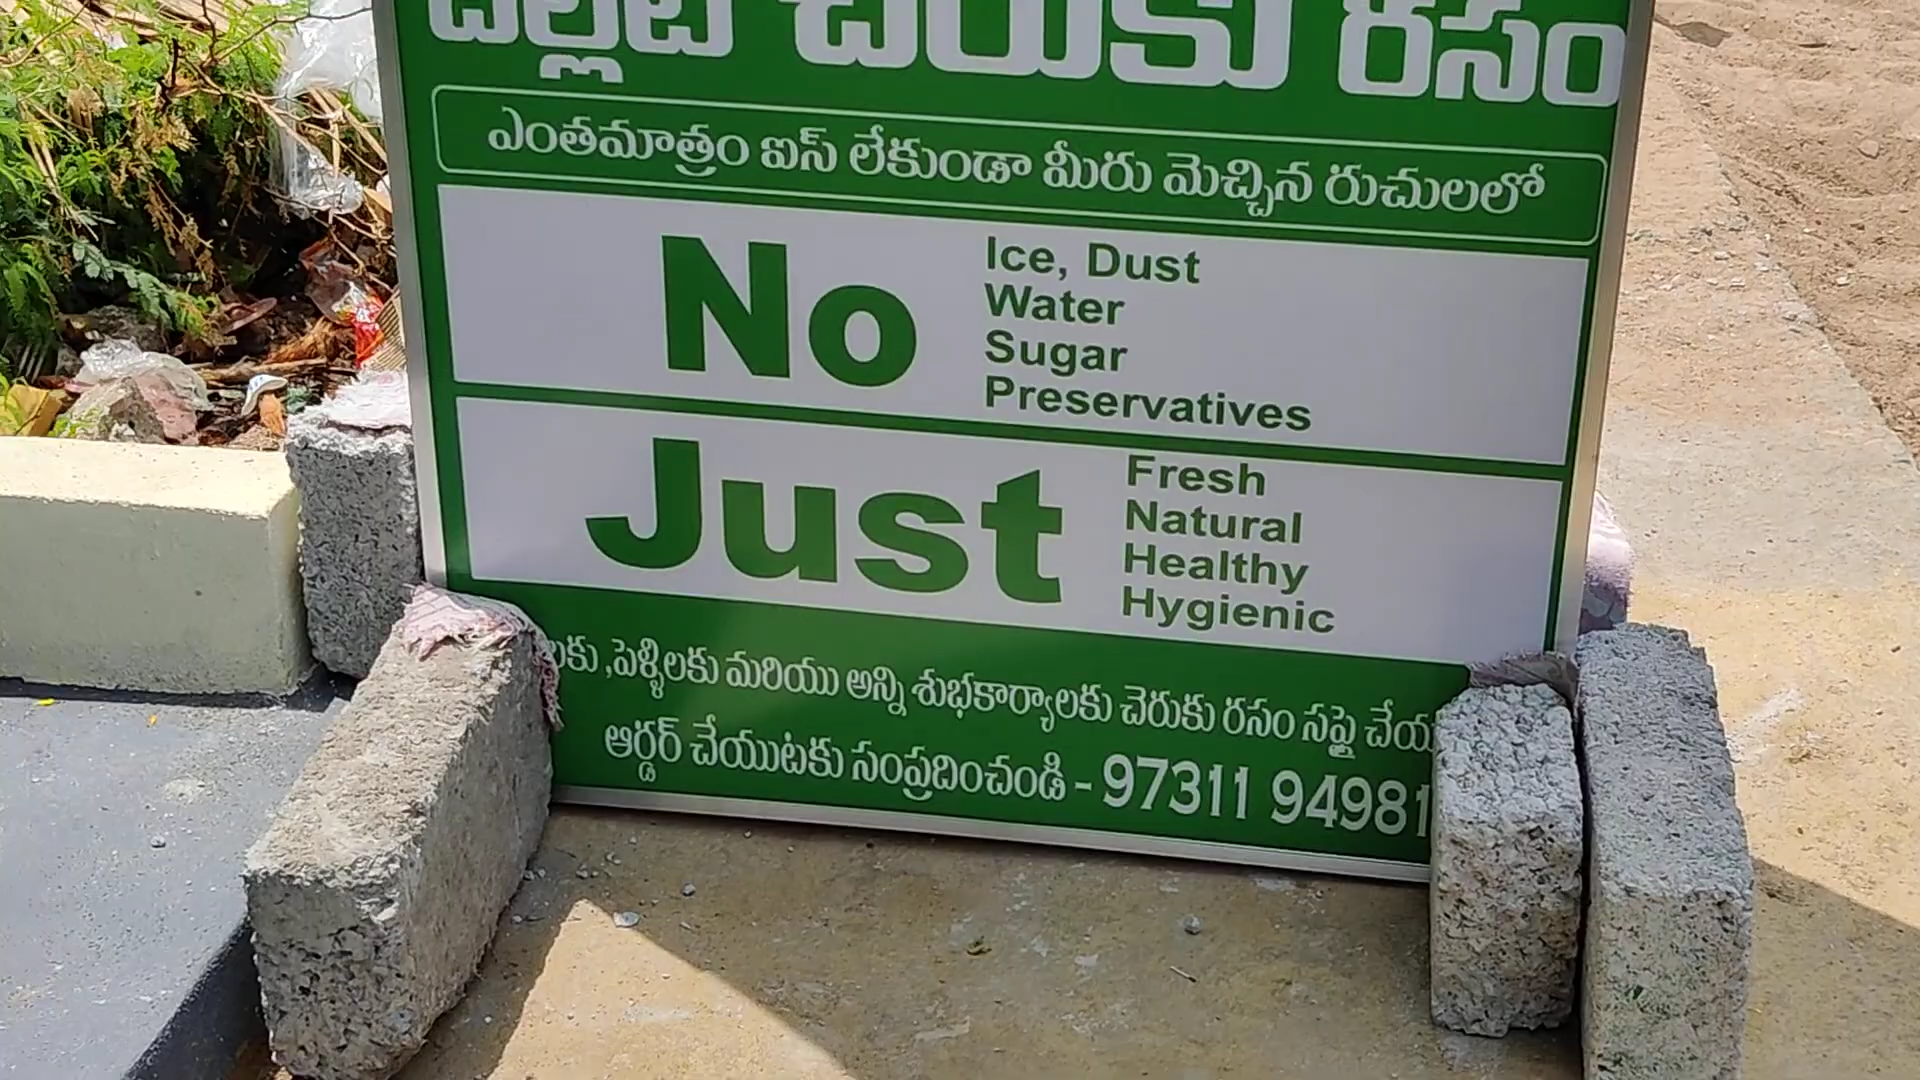 చెరుకు రసం
ఎంతమాత్రం ఐస్ లేకుండా మీరు మెచ్చిన రుచులలో
No
Ice, Dust
Water
Sugar
Preservatives
Just
Fresh
Natural
Healthy
Hygienic
,పెళ్ళిలకు మరియు అన్ని శుభకార్యాలకు చెరుకు రసం సప్లై
ఆర్డర్ చేయుటకు సంప్రదించండి - 97311 94981